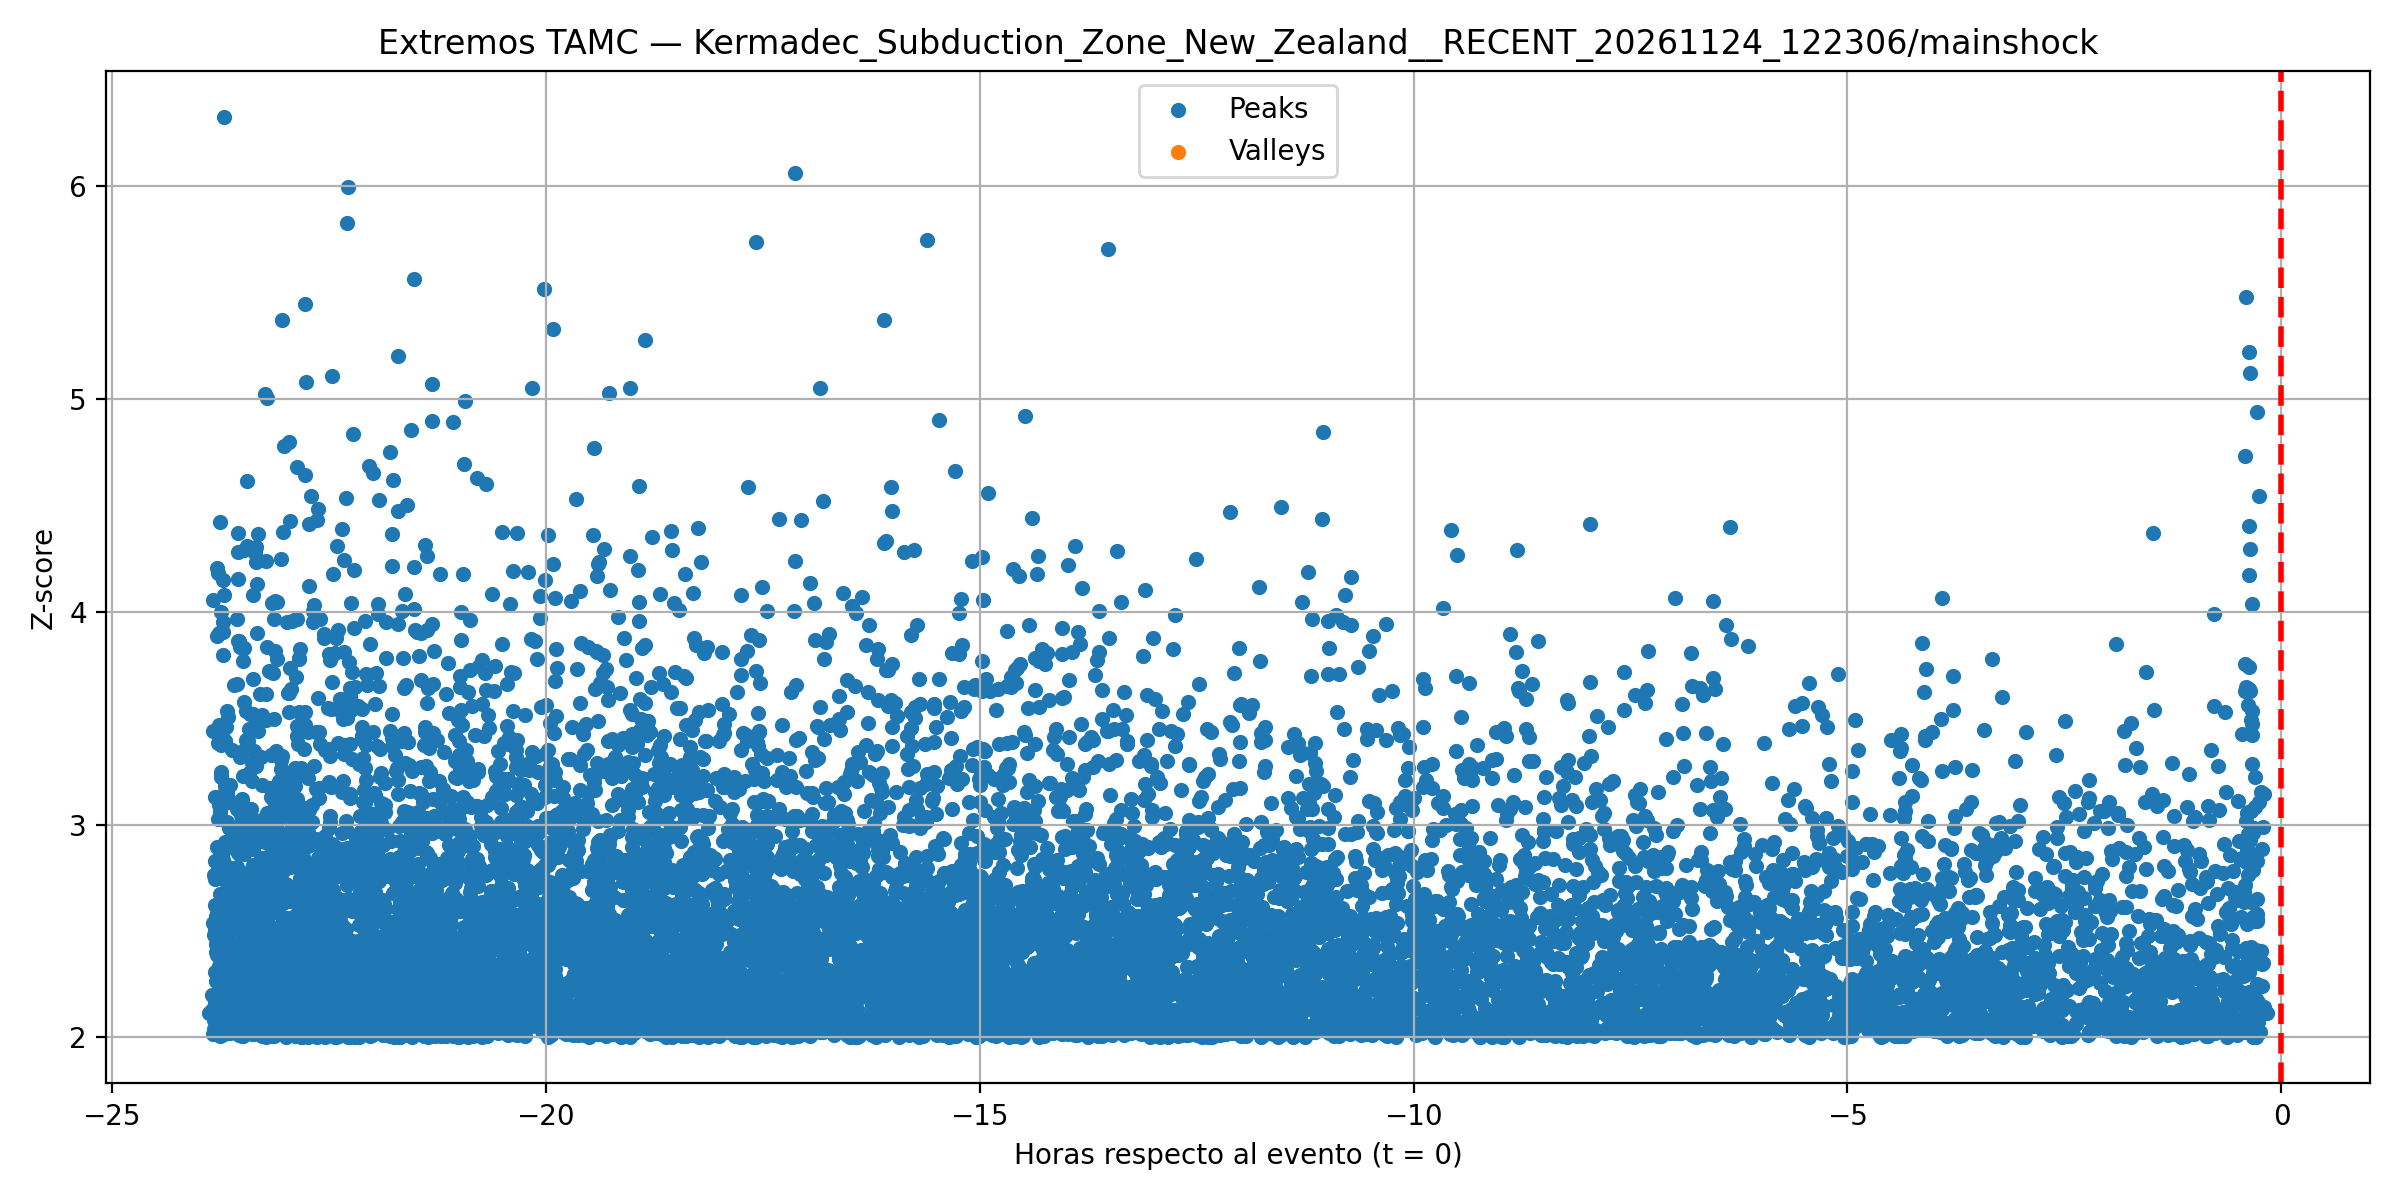 Extremos TAMC — Kermadec_Subduction_Zone_New_Zealand__RECENT_20261124_122306/mainshock
Peaks
Valleys
Z-score
6
5
4
3
2
−25 −20 −15 −10 −5 0
Horas respecto al evento (t = 0)